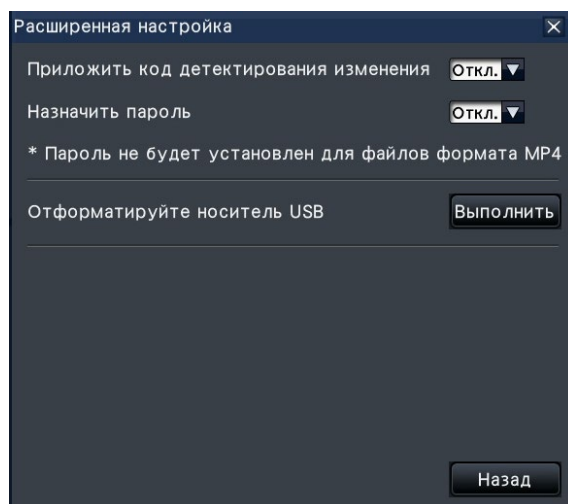 Расширенная настройка
Приложить код детектирования изменения Откл.
Назначить пароль Откл.
* Пароль не будет установлен для файлов формата MP4
Отформатируйте носитель USB Выполнить
Назад